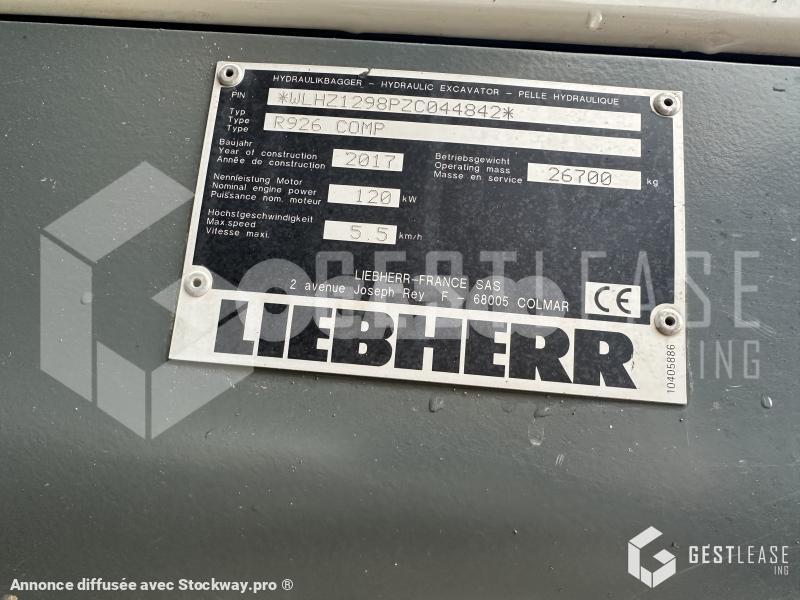 HYDRAULIKBAGGER - HYDRAULIC EXCAVATOR - PELLE HYDRAULIQUE
PIN *WLHZ1298PZC044842*
Typ
Type R926 COMP
Type
Baujahr
Year of construction 2017
Année de construction
Betriebsgewicht
Operating mass 26700 kg
Masse en service
Nennleistung Motor
Nominal engine power 120 kW
Puissance nom. moteur
Höchstgeschwindigkeit
Max.speed 5.5 km/h
Vitesse maxi.
LIEBHERR-FRANCE SAS
2 avenue Joseph Rey F - 68005 COLMAR
CE
LIEBHERR
10405886
GESTLEASE
ING
GESTLEASE
ING
Annonce diffusée avec Stockway.pro ®